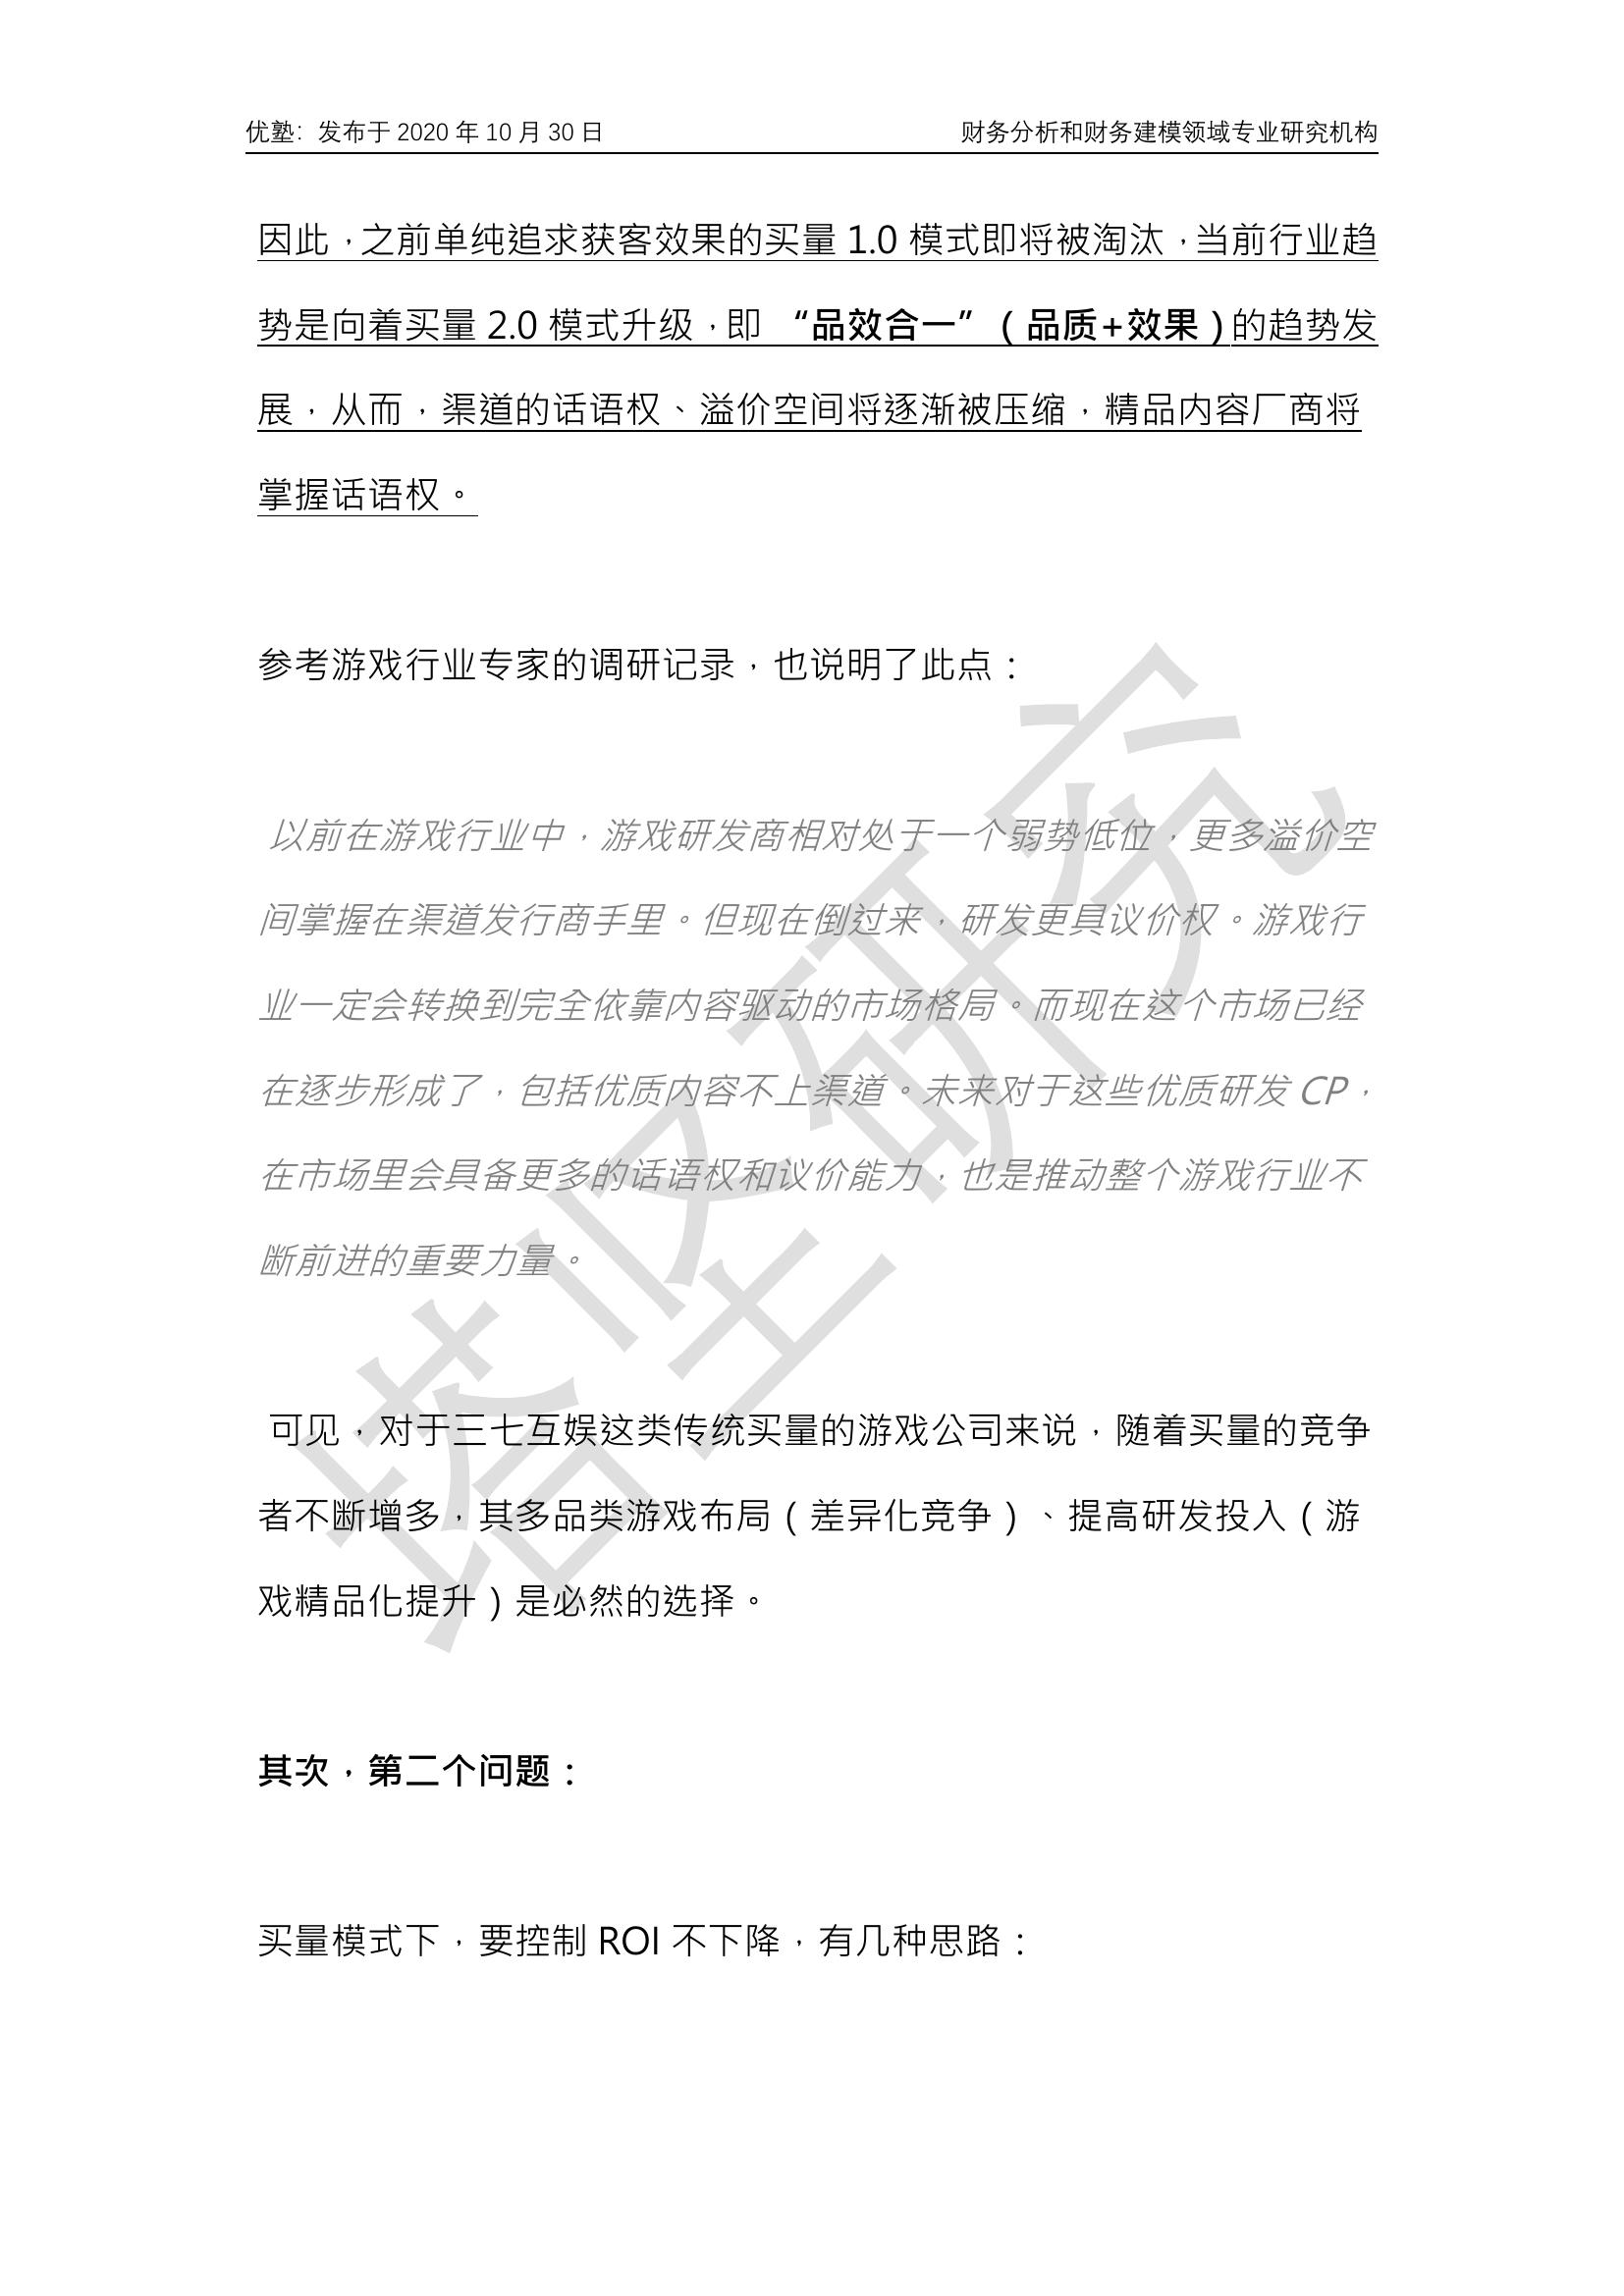 优塾：发布于 2020 年 10 月 30 日 财务分析和财务建模领域专业研究机构
因此，之前单纯追求获客效果的买量 1.0 模式即将被淘汰，当前行业趋
势是向着买量 2.0 模式升级，即 “品效合一”（品质+效果）的趋势发
展，从而，渠道的话语权、溢价空间将逐渐被压缩，精品内容厂商将
掌握话语权。
参考游戏行业专家的调研记录，也说明了此点：
以前在游戏行业中，游戏研发商相对处于一个弱势低位，更多溢价空
间掌握在渠道发行商手里。但现在倒过来，研发更具议价权。游戏行
业一定会转换到完全依靠内容驱动的市场格局。而现在这个市场已经
在逐步形成了，包括优质内容不上渠道。未来对于这些优质研发 CP，
在市场里会具备更多的话语权和议价能力，也是推动整个游戏行业不
断前进的重要力量。
可见，对于三七互娱这类传统买量的游戏公司来说，随着买量的竞争
者不断增多，其多品类游戏布局（差异化竞争）、提高研发投入（游
戏精品化提升）是必然的选择。
其次，第二个问题：
买量模式下，要控制 ROI 不下降，有几种思路：
塔坚研究